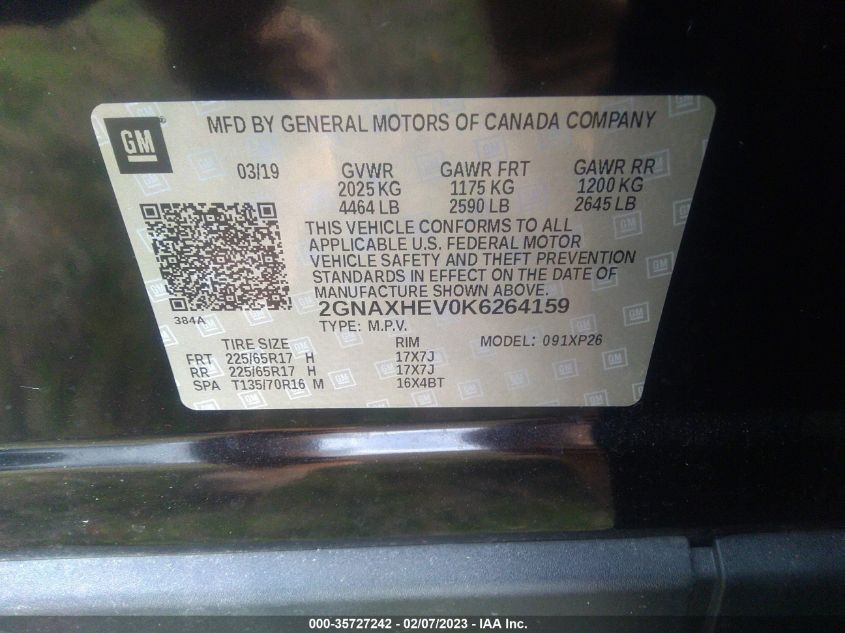 GM
MFD BY GENERAL MOTORS OF CANADA COMPANY
03/19 GVWR GAWR FRT GAWR RR
2025 KG 1175 KG 1200 KG
4464 LB 2590 LB 2645 LB
THIS VEHICLE CONFORMS TO ALL
APPLICABLE U.S. FEDERAL MOTOR
VEHICLE SAFETY AND THEFT PREVENTION
STANDARDS IN EFFECT ON THE DATE OF
MANUFACTURE SHOWN ABOVE.
384A
2GNAXHEV0K6264159
TYPE: M.P.V.
TIRE SIZE RIM MODEL: 091XP26
FRT 225/65R17 H 17X7J
RR 225/65R17 H 17X7J
SPA T135/70R16 M 16X4BT
000-35727242 - 02/07/2023 - IAA Inc.